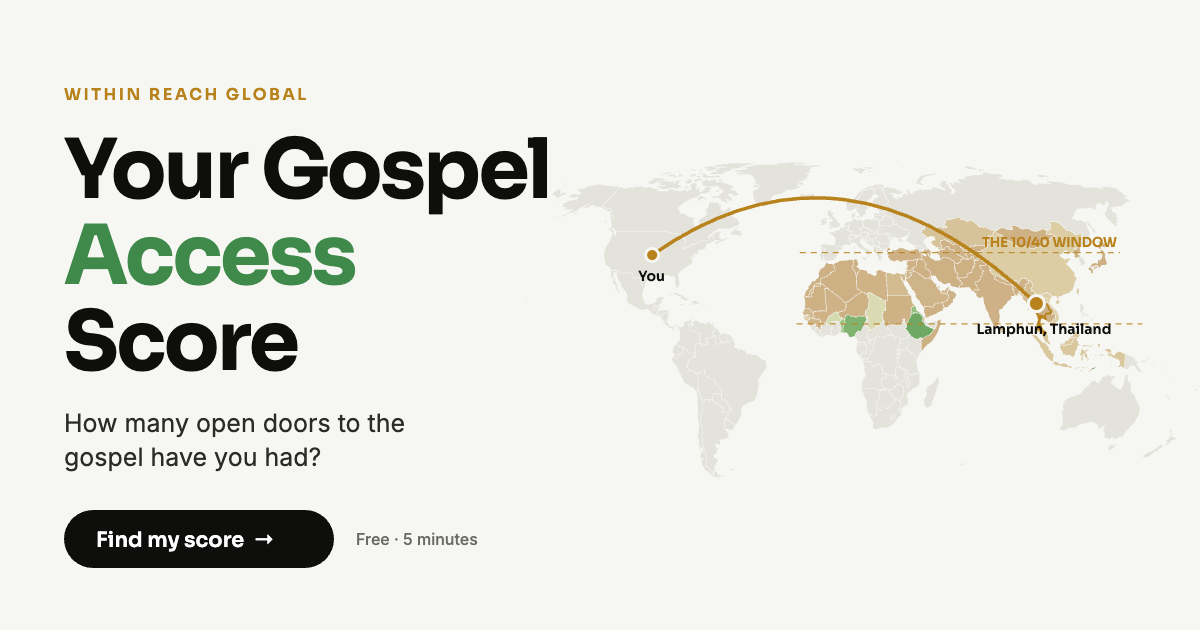 WITHIN REACH GLOBAL
Your Gospel
Access
Score
How many open doors to the
gospel have you had?
Find my score →
Free · 5 minutes
You
THE 10/40 WINDOW
Lamphun, Thailand